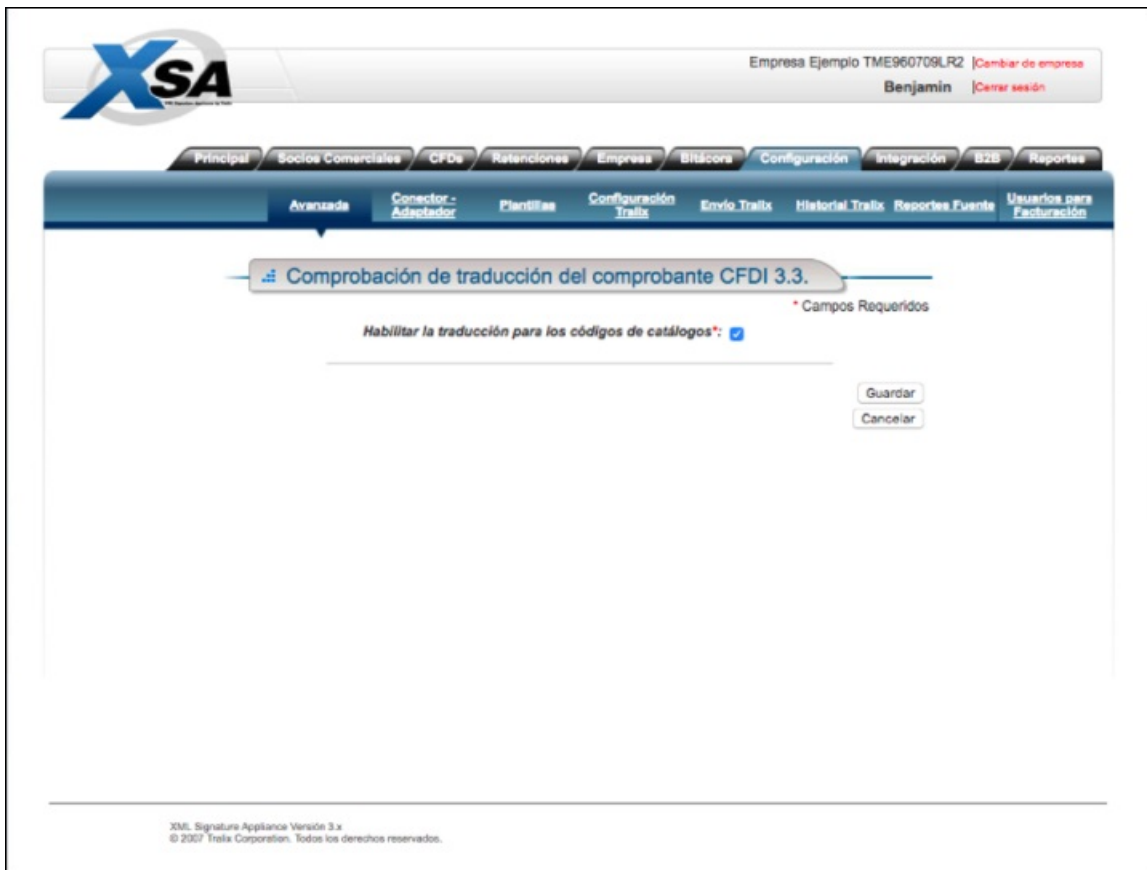 XSA
Empresa Ejemplo TME960709LR2 |Cambiar de empresa
Benjamin |Cerrar sesión
Principal Socios Comerciales CFDs Retenciones Empresa Bitácora Configuración Integración B2B Reportes
Avanzada Conector - Adaptador Plantillas Configuración Tralix Envío Tralix Historial Tralix Reportes Fuente Usuarios para Facturación
Comprobación de traducción del comprobante CFDI 3.3.
* Campos Requeridos
Habilitar la traducción para los códigos de catálogos*:
Guardar
Cancelar
XML Signature Appliance Versión 3.x
© 2007 Tralix Corporation. Todos los derechos reservados.